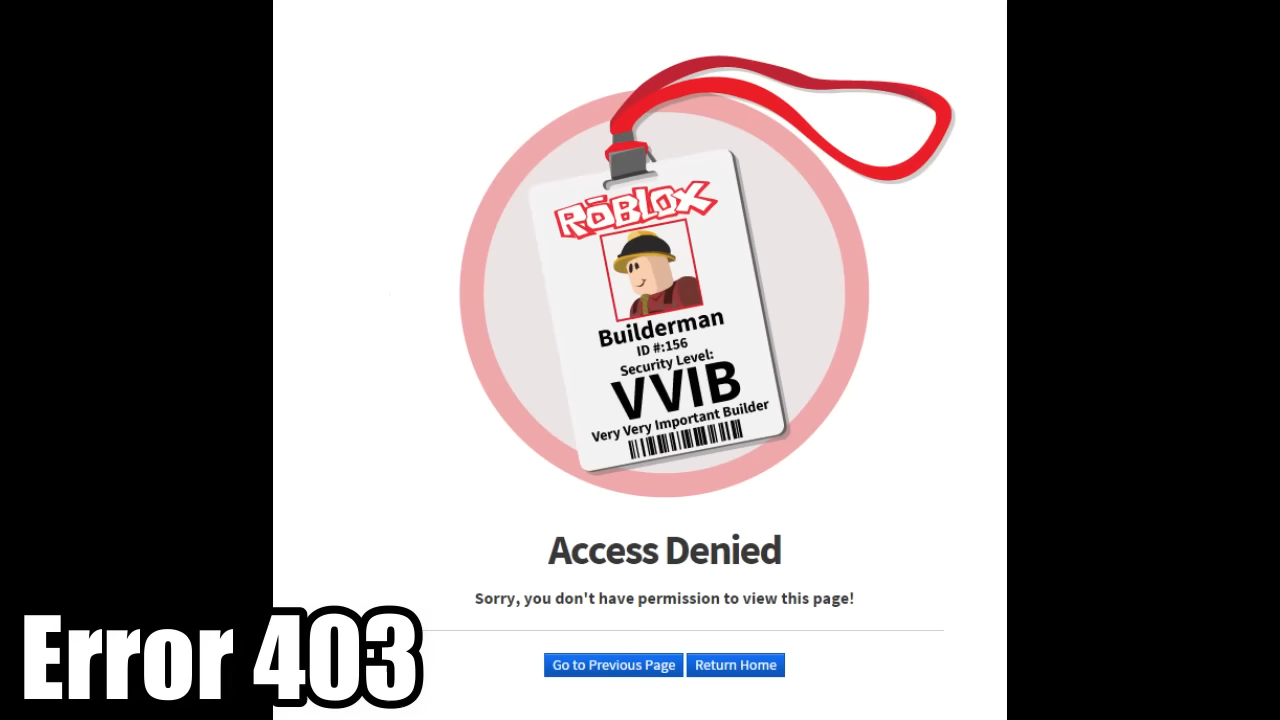 ROBLOX
Builderman
ID #:156
Security Level:
VVIB
Very Very Important Builder
Access Denied
Sorry, you don't have permission to view this page!
Error 403
Go to Previous Page
Return Home